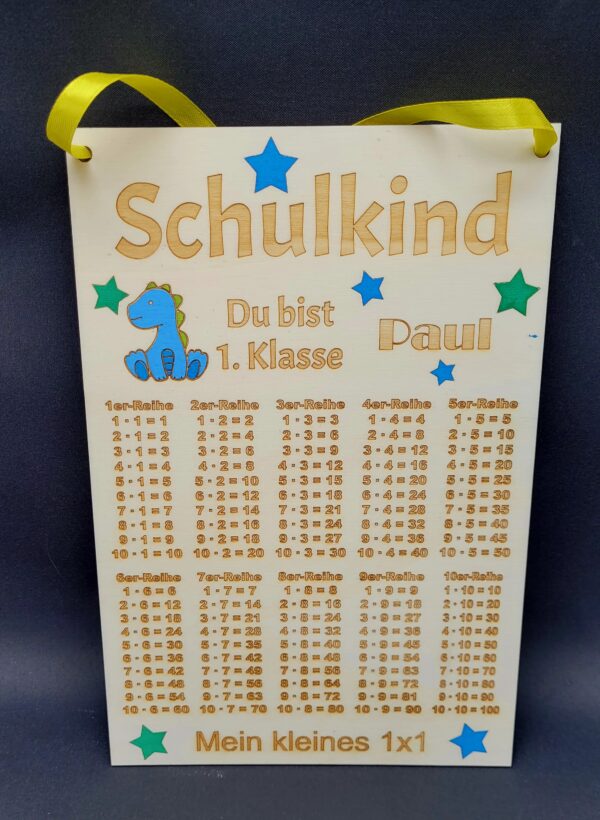 Schulkind
Du bist
1. Klasse
Paul
1er-Reihe 2er-Reihe 3er-Reihe 4er-Reihe 5er-Reihe
1 · 1 = 1 1 · 2 = 2 1 · 3 = 3 1 · 4 = 4 1 · 5 = 5
2 · 1 = 2 2 · 2 = 4 2 · 3 = 6 2 · 4 = 8 2 · 5 = 10
3 · 1 = 3 3 · 2 = 6 3 · 3 = 9 3 · 4 = 12 3 · 5 = 15
4 · 1 = 4 4 · 2 = 8 4 · 3 = 12 4 · 4 = 16 4 · 5 = 20
5 · 1 = 5 5 · 2 = 10 5 · 3 = 15 5 · 4 = 20 5 · 5 = 25
6 · 1 = 6 6 · 2 = 12 6 · 3 = 18 6 · 4 = 24 6 · 5 = 30
7 · 1 = 7 7 · 2 = 14 7 · 3 = 21 7 · 4 = 28 7 · 5 = 35
8 · 1 = 8 8 · 2 = 16 8 · 3 = 24 8 · 4 = 32 8 · 5 = 40
9 · 1 = 9 9 · 2 = 18 9 · 3 = 27 9 · 4 = 36 9 · 5 = 45
10 · 1 = 10 10 · 2 = 20 10 · 3 = 30 10 · 4 = 40 10 · 5 = 50
6er-Reihe 7er-Reihe 8er-Reihe 9er-Reihe 10er-Reihe
1 · 6 = 6 1 · 7 = 7 1 · 8 = 8 1 · 9 = 9 1 · 10 = 10
2 · 6 = 12 2 · 7 = 14 2 · 8 = 16 2 · 9 = 18 2 · 10 = 20
3 · 6 = 18 3 · 7 = 21 3 · 8 = 24 3 · 9 = 27 3 · 10 = 30
4 · 6 = 24 4 · 7 = 28 4 · 8 = 32 4 · 9 = 36 4 · 10 = 40
5 · 6 = 30 5 · 7 = 35 5 · 8 = 40 5 · 9 = 45 5 · 10 = 50
6 · 6 = 36 6 · 7 = 42 6 · 8 = 48 6 · 9 = 54 6 · 10 = 60
7 · 6 = 42 7 · 7 = 49 7 · 8 = 56 7 · 9 = 63 7 · 10 = 70
8 · 6 = 48 8 · 7 = 56 8 · 8 = 64 8 · 9 = 72 8 · 10 = 80
9 · 6 = 54 9 · 7 = 63 9 · 8 = 72 9 · 9 = 81 9 · 10 = 90
10 · 6 = 60 10 · 7 = 70 10 · 8 = 80 10 · 9 = 90 10 · 10 = 100
Mein kleines 1x1